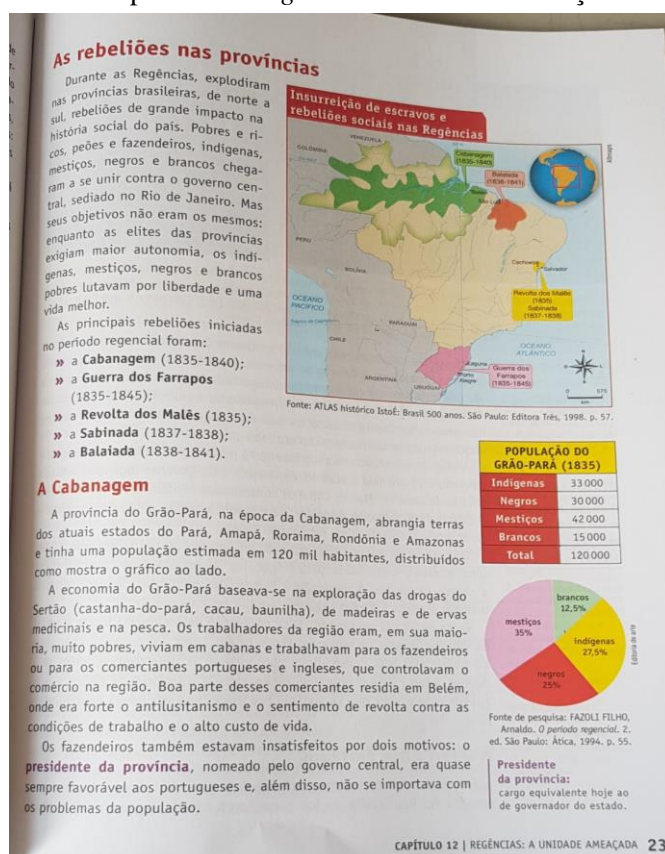 As rebeliões nas províncias
Durante as Regências, explodiram
nas províncias brasileiras, de norte a
sul, rebeliões de grande impacto na
história social do país. Pobres e ri-
cos, peões e fazendeiros, indígenas,
mestiços, negros e brancos chega-
ram a se unir contra o governo cen-
tral, sediado no Rio de Janeiro. Mas
seus objetivos não eram os mesmos:
enquanto as elites das províncias
exigiam maior autonomia, os indí-
genas, mestiços, negros e brancos
pobres lutavam por liberdade e uma
vida melhor.
As principais rebeliões iniciadas
no período regencial foram:
» a Cabanagem (1835-1840);
» a Guerra dos Farrapos
(1835-1845);
» a Revolta dos Malês (1835);
» a Sabinada (1837-1838);
» a Balaiada (1838-1841).
Insurreição de escravos e
rebeliões sociais nas Regências
VENEZUELA
COLÔMBIA
Cabanagem
(1835-1840)
Balaiada
(1838-1841)
São Luís
PERU
BOLÍVIA
Cachoeira
Salvador
Revolta dos Malês
(1835)
Sabinada
(1837-1838)
OCEANO
PACÍFICO
PARAGUAI
CHILE
OCEANO
ATLÂNTICO
Laguna
Porto
Alegre
Guerra dos
Farrapos
(1835-1845)
ARGENTINA
URUGUAI
0 575
km
Allmaps
Fonte: ATLAS histórico IstoÉ: Brasil 500 anos. São Paulo: Editora Três, 1998. p. 57.
A Cabanagem
A província do Grão-Pará, na época da Cabanagem, abrangia terras
dos atuais estados do Pará, Amapá, Roraima, Rondônia e Amazonas
e tinha uma população estimada em 120 mil habitantes, distribuídos
como mostra o gráfico ao lado.
A economia do Grão-Pará baseava-se na exploração das drogas do
Sertão (castanha-do-pará, cacau, baunilha), de madeiras e de ervas
medicinais e na pesca. Os trabalhadores da região eram, em sua maio-
ria, muito pobres, viviam em cabanas e trabalhavam para os fazendeiros
ou para os comerciantes portugueses e ingleses, que controlavam o
comércio na região. Boa parte desses comerciantes residia em Belém,
onde era forte o antilusitanismo e o sentimento de revolta contra as
condições de trabalho e o alto custo de vida.
Os fazendeiros também estavam insatisfeitos por dois motivos: o
presidente da província, nomeado pelo governo central, era quase
sempre favorável aos portugueses e, além disso, não se importava com
os problemas da população.
POPULAÇÃO DO
GRÃO-PARÁ (1835)
Indígenas 33 000
Negros 30 000
Mestiços 42 000
Brancos 15 000
Total 120 000
brancos
12,5%
mestiços
35%
indígenas
27,5%
negros
25%
Editoria de arte
Fonte de pesquisa: FAZOLI FILHO,
Arnaldo. O período regencial. 2.
ed. São Paulo: Ática, 1994. p. 55.
Presidente
da província:
cargo equivalente hoje ao
de governador do estado.
CAPÍTULO 12 | REGÊNCIAS: A UNIDADE AMEAÇADA 23